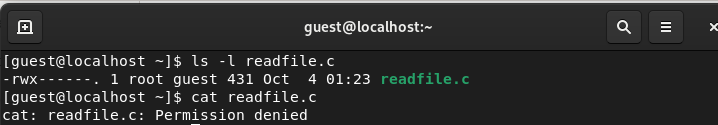 guest@localhost:~
[guest@localhost ~]$ ls -l readfile.c
-rwx------. 1 root guest 431 Oct  4 01:23 readfile.c
[guest@localhost ~]$ cat readfile.c
cat: readfile.c: Permission denied